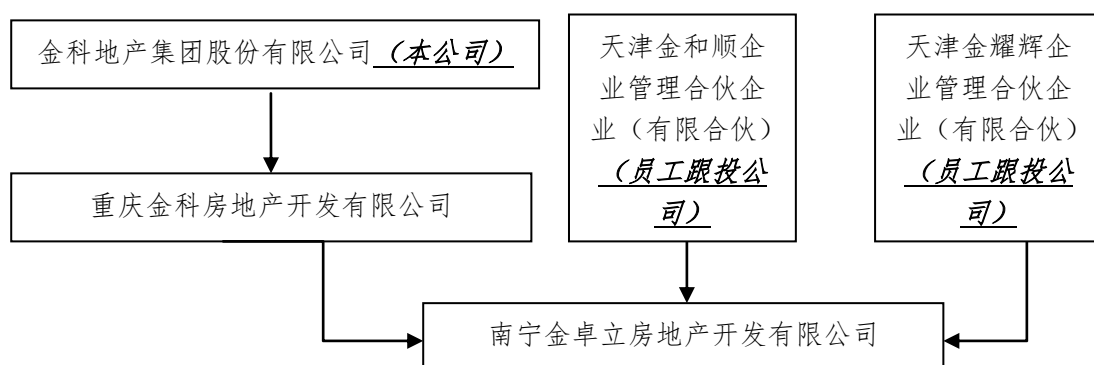 金科地产集团股份有限公司（本公司）
天津金和顺企
业管理合伙企
业（有限合伙）
（员工跟投公
司）
天津金耀辉企
业管理合伙企
业（有限合伙）
（员工跟投公
司）
重庆金科房地产开发有限公司
南宁金卓立房地产开发有限公司